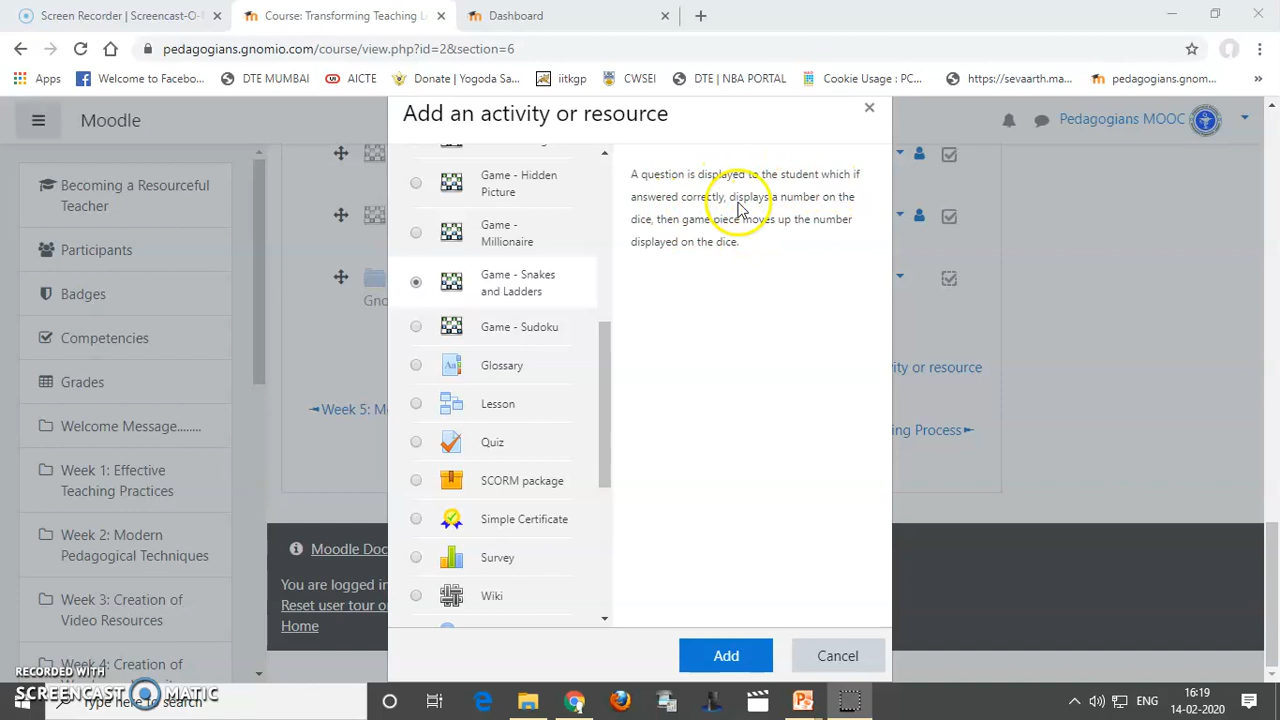 Screen Recorder | Screencast-O-
Course: Transforming Teaching L
Dashboard
pedagogians.gnomio.com/course/view.php?id=2&section=6
Apps
Welcome to Facebo...
DTE MUMBAI
AICTE
Donate | Yogoda Sa...
iitkgp
CWSEI
DTE | NBA PORTAL
Cookie Usage : PC...
https://sevaarth.ma...
pedagogians.gnom...
»
Moodle
Pedagogians MOOC
Becoming a Resourceful
Teacher
Participants
Badges
Competencies
Grades
Welcome Message........
Week 1: Effective
Teaching Practices
Week 2: Modern
Pedagogical Techniques
Week 3: Creation of
Video Resources
Week 4: Creation of
Gno
Week 5: M
ity or resource
ing Process
Moodle Doc
You are logged in
Reset user tour o
Home
Add an activity or resource
Game - Hidden
Picture
Game -
Millionaire
Game - Snakes
and Ladders
Game - Sudoku
Glossary
Lesson
Quiz
SCORM package
Simple Certificate
Survey
Wiki
A question is displayed to the student which if
answered correctly, displays a number on the
dice, then game piece moves up the number
displayed on the dice.
Add
Cancel
RECORDED WITH
SCREENCAST MATIC
Type here to search
ENG
16:19
14-02-2020